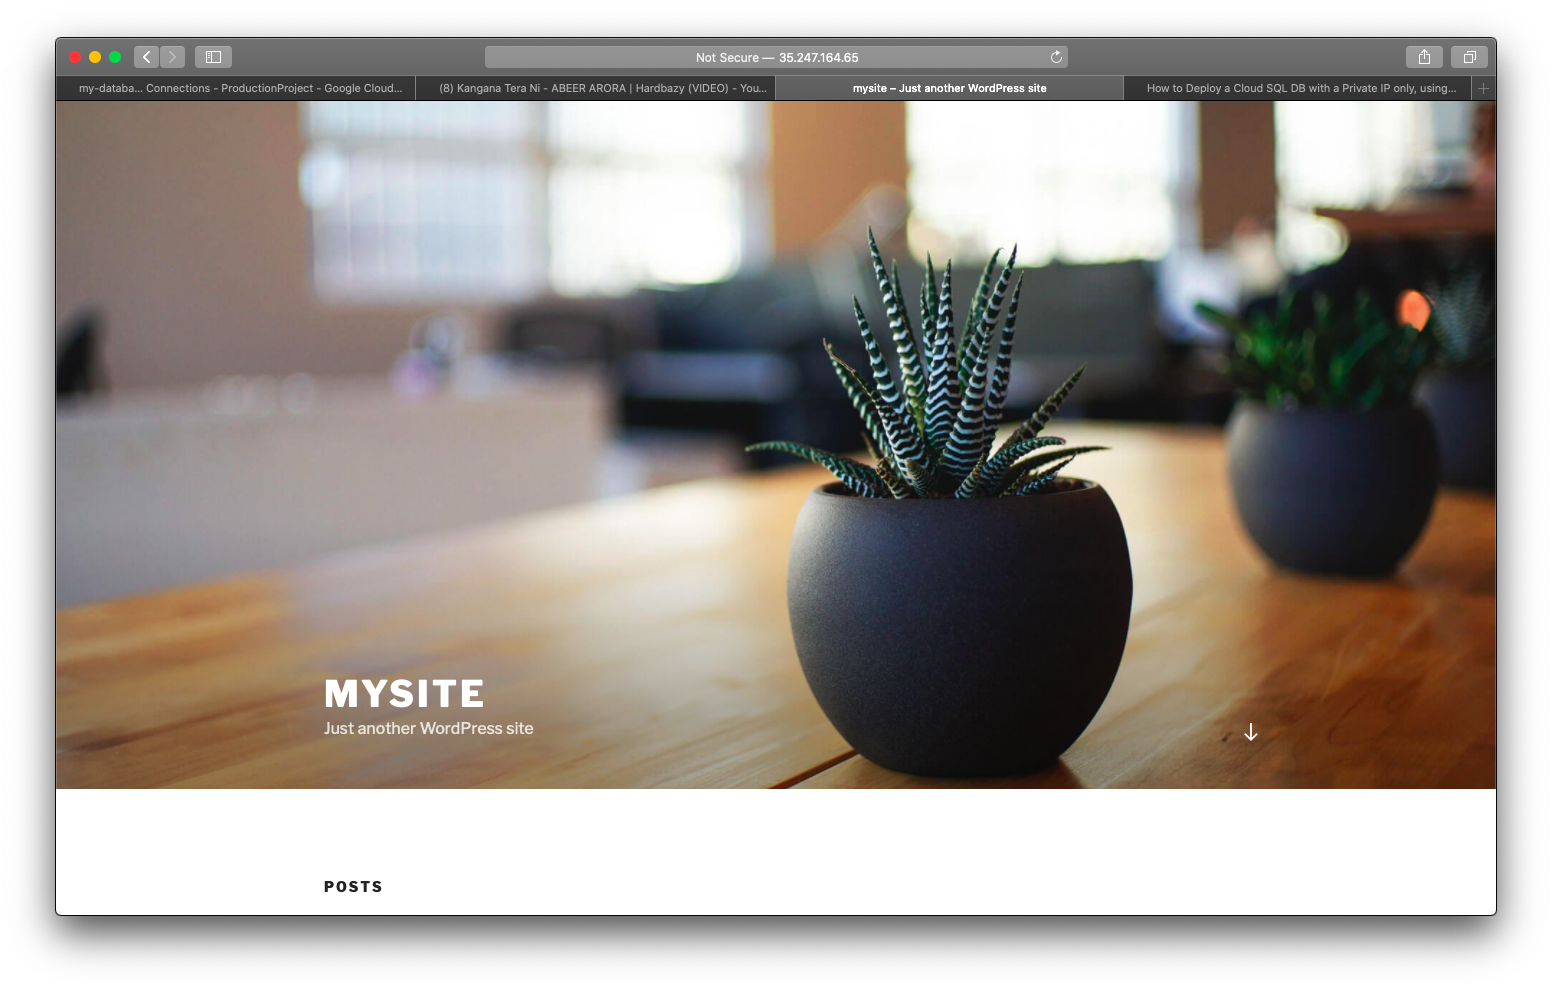 Not Secure — 35.247.164.65
my-databa... Connections - ProductionProject - Google Cloud...
(8) Kangana Tera Ni - ABEER ARORA | Hardbazy (VIDEO) - You...
mysite – Just another WordPress site
How to Deploy a Cloud SQL DB with a Private IP only, using...
MYSITE
Just another WordPress site
POSTS